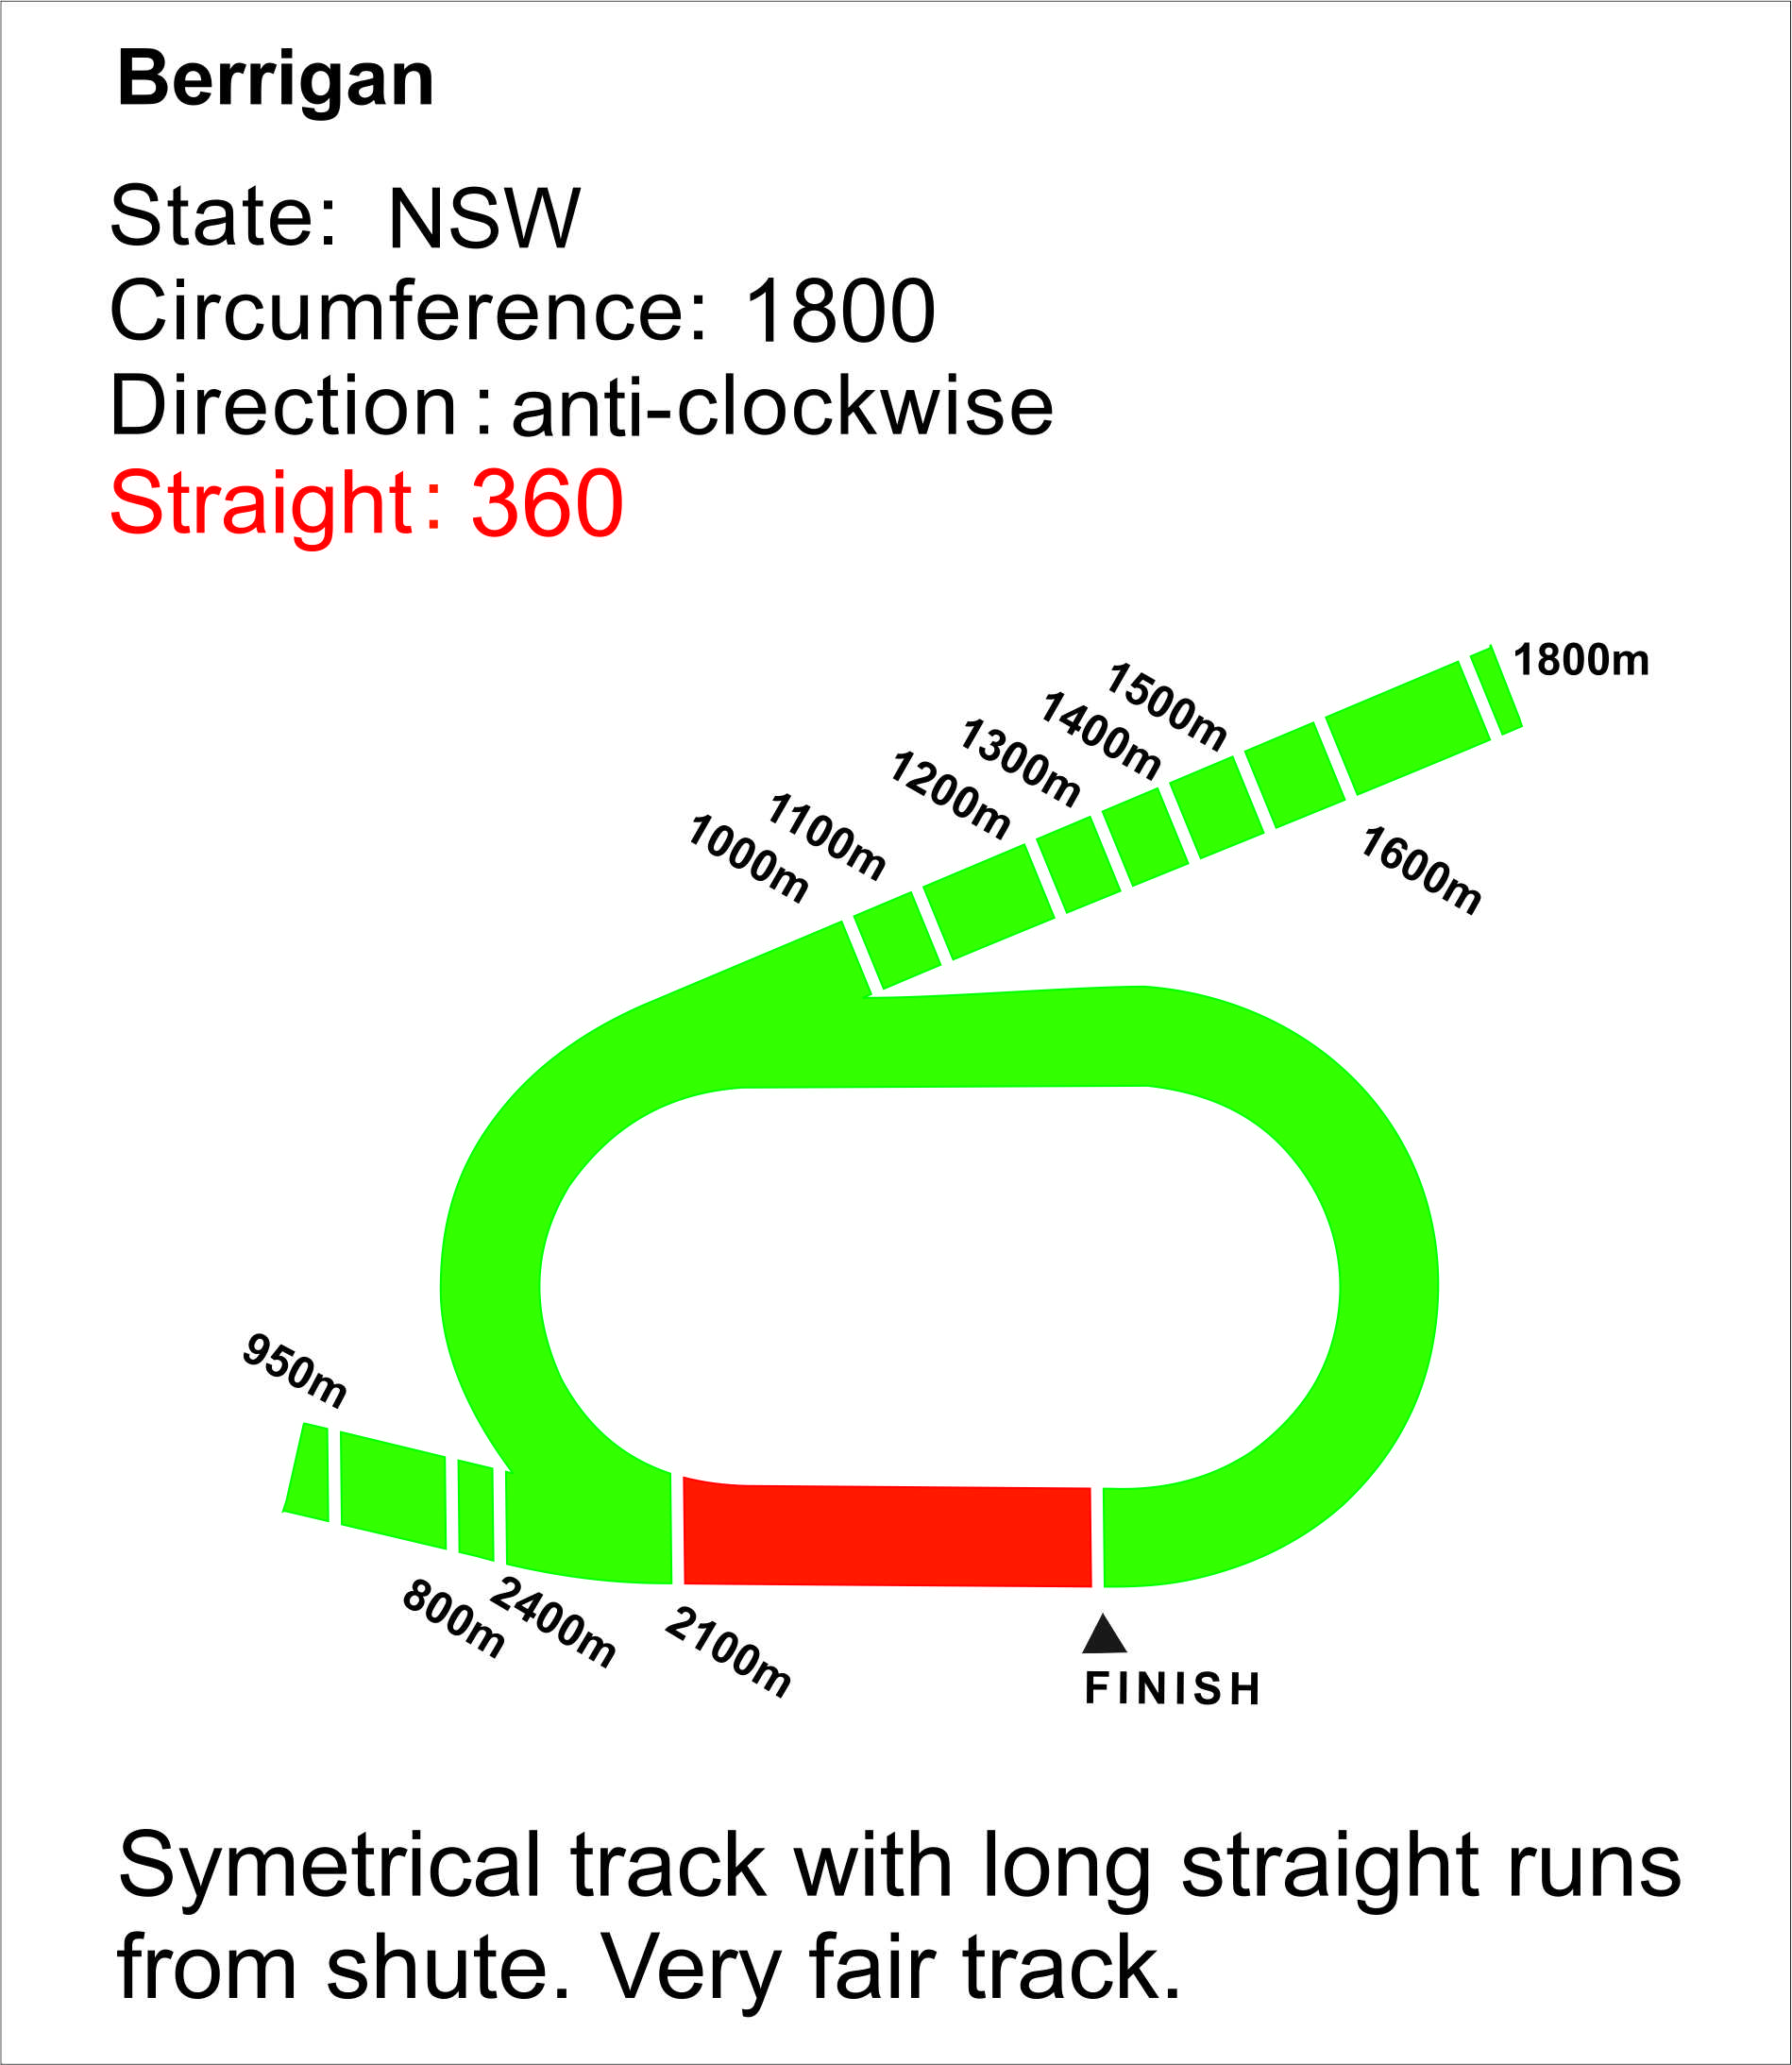 Berrigan
State: NSW
Circumference: 1800
Direction : anti-clockwise
Straight: 360
1800m
1500m
1400m
1300m
1200m
1100m
1000m
1600m
950m
800m
2400m
2100m
FINISH
Symetrical track with long straight runs
from shute. Very fair track.